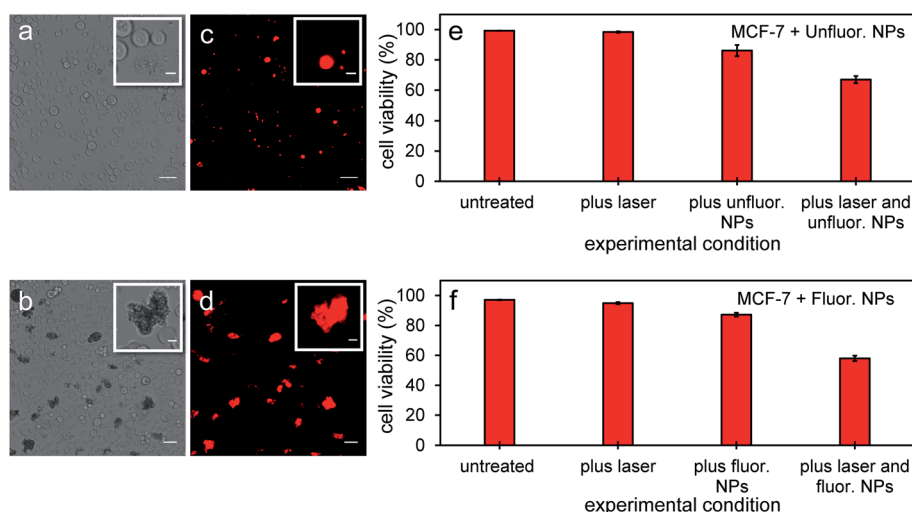 a
c
e
MCF-7 + Unfluor. NPs
cell viability (%)
100
80
60
40
20
0
untreated
plus laser
plus unfluor.
NPs
plus laser and
unfluor. NPs
experimental condition
b
d
f
MCF-7 + Fluor. NPs
cell viability (%)
100
80
60
40
20
0
untreated
plus laser
plus fluor.
NPs
plus laser and
fluor. NPs
experimental condition